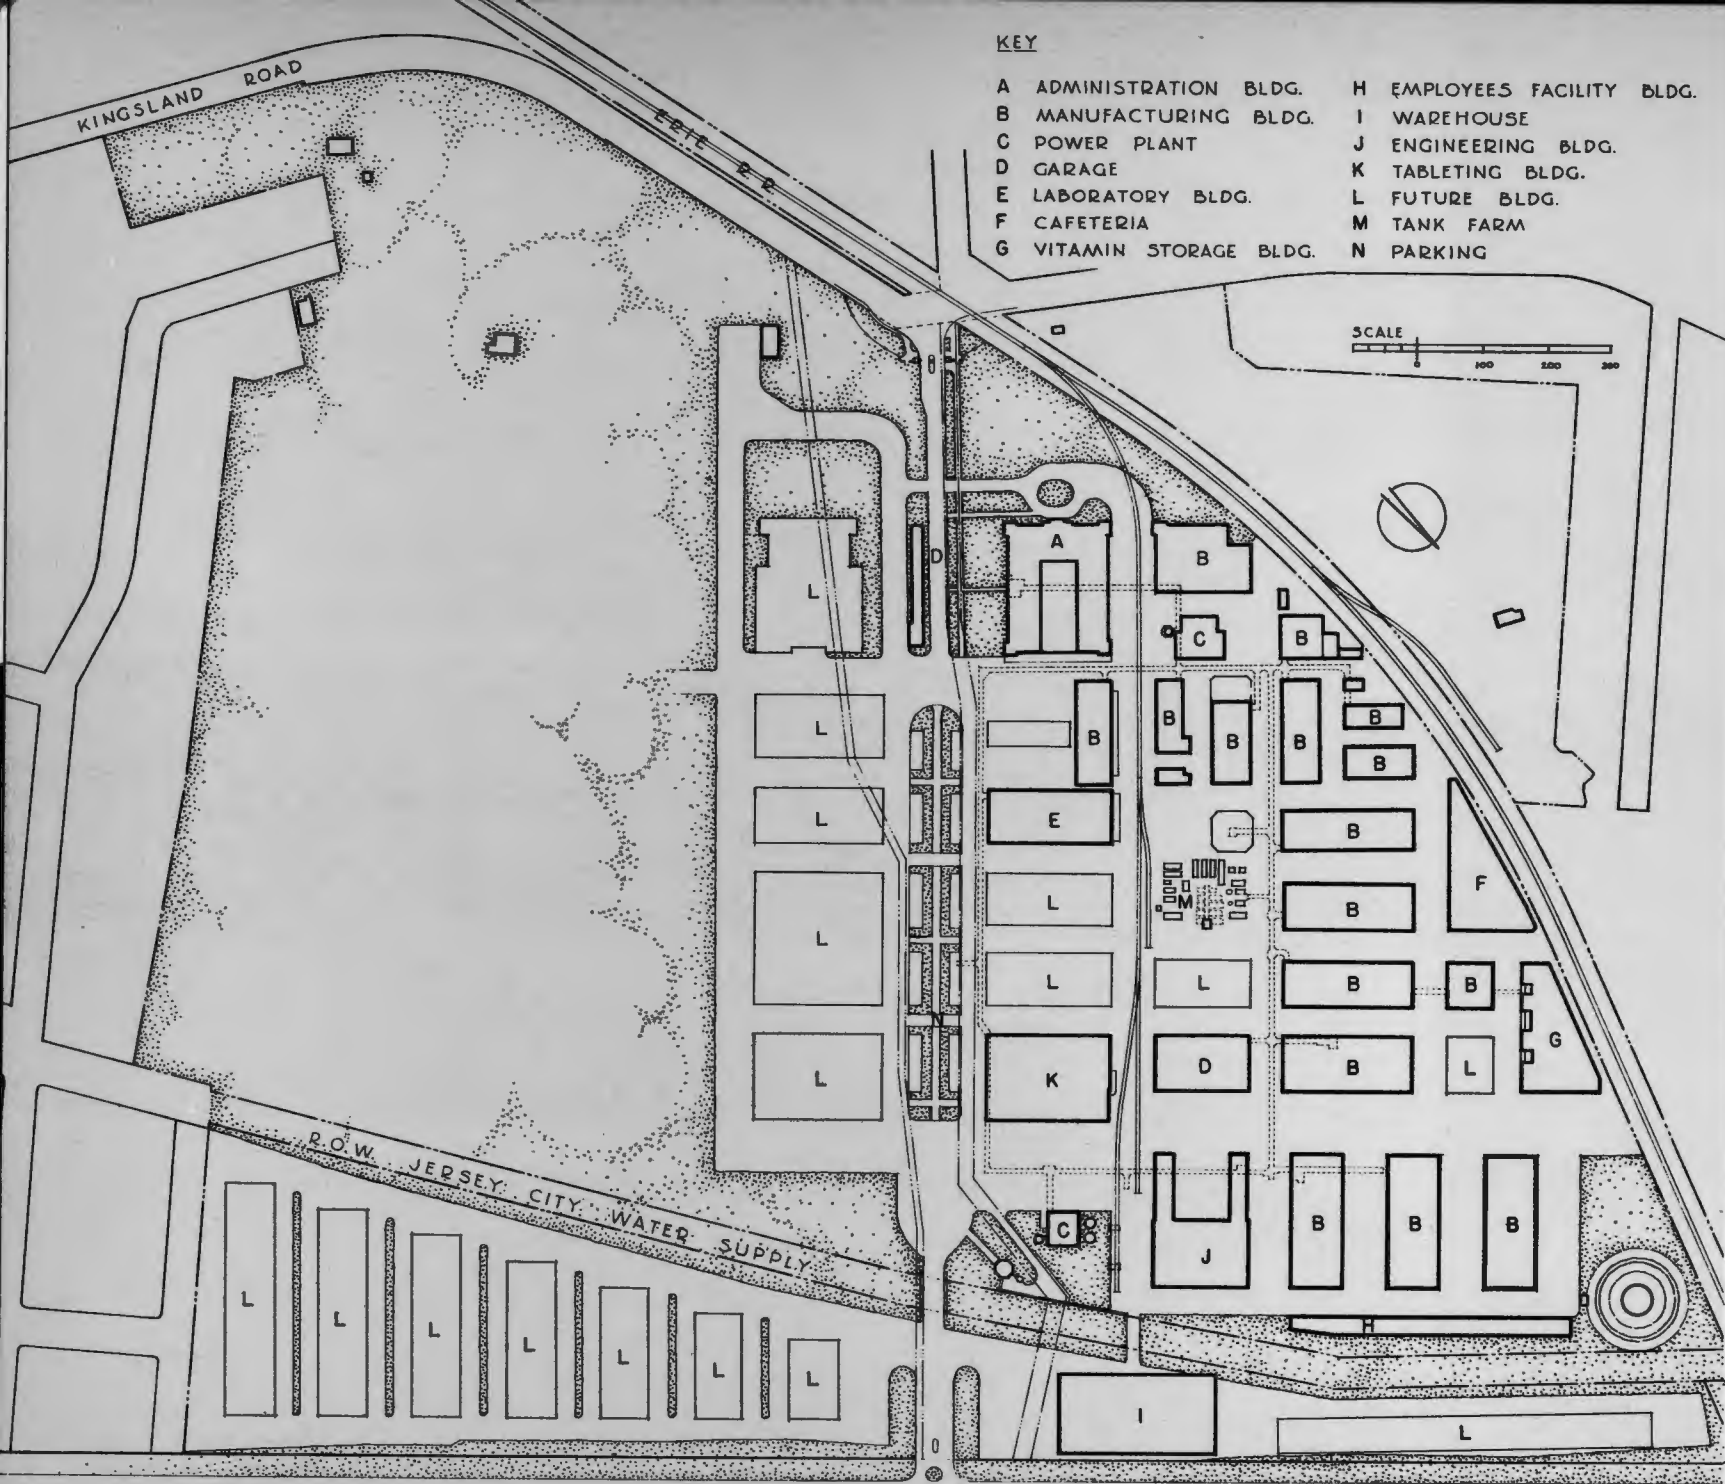 KEY
A ADMINISTRATION BLDG.
B MANUFACTURING BLDG.
C POWER PLANT
D GARAGE
E LABORATORY BLDG.
F CAFETERIA
G VITAMIN STORAGE BLDG.
H EMPLOYEES FACILITY BLDG.
I WAREHOUSE
J ENGINEERING BLDG.
K TABLETING BLDG.
L FUTURE BLDG.
M TANK FARM
N PARKING
KINGSLAND ROAD
ERIE R R
SCALE
0 100 200 300
A
B
D
L
C
B
L
B
B
B
B
B
B
L
E
B
F
L
L
M
B
L
L
B
B
N
G
L
K
D
B
L
R.O.W. JERSEY CITY WATER SUPPLY
C
J
B
B
B
L
L
L
L
L
L
L
H
I
L